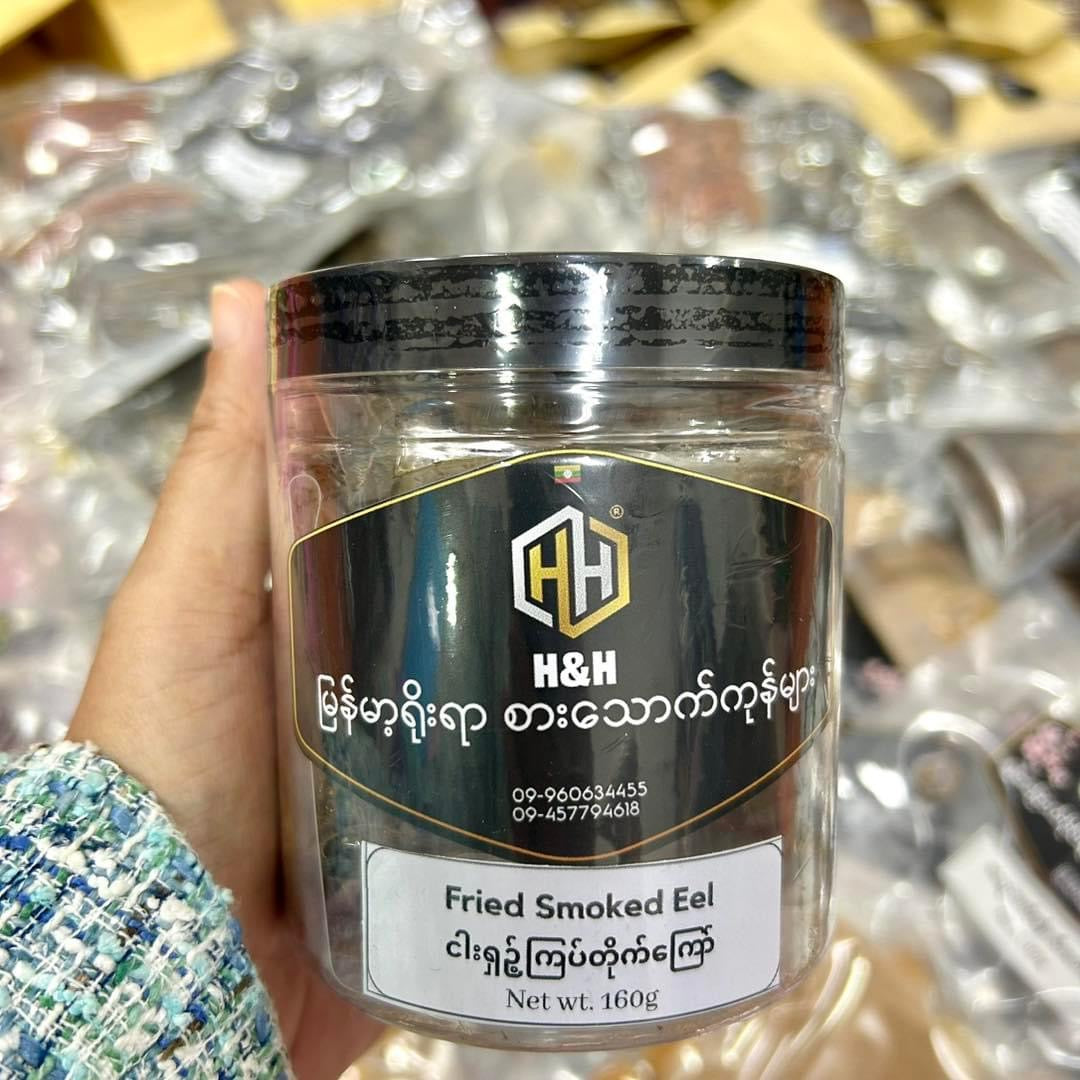 HH
®
H&H
မြန်မာ့ရိုးရာ စားသောက်ကုန်များ
09-960634455
09-457794618
Fried Smoked Eel
ငါးရှဉ့်ကြပ်တိုက်ကြော်
Net wt. 160g